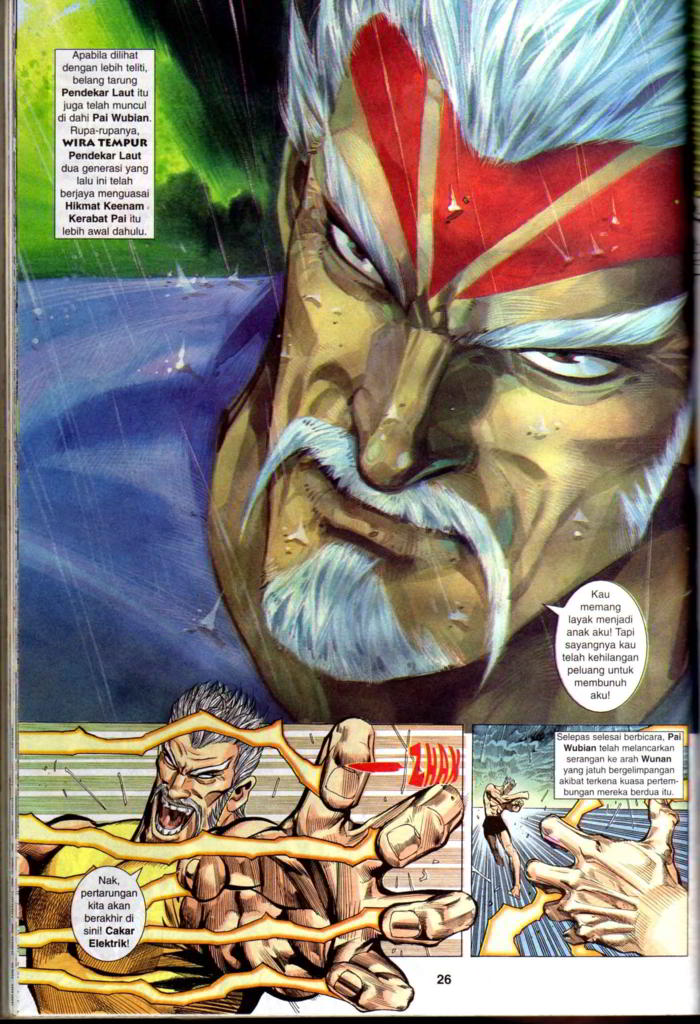 Apabila dilihat
dengan lebih teliti,
belang tarung
Pendekar Laut itu
juga telah muncul
di dahi Pai Wubian.
Rupa-rupanya,
WIRA TEMPUR
Pendekar Laut
dua generasi yang
lalu ini telah
berjaya menguasai
Hikmat Keenam
Kerabat Pai itu
lebih awal dahulu.
Kau
memang
layak menjadi
anak aku! Tapi
sayangnya kau
telah kehilangan
peluang untuk
membunuh
aku!
ZHAN
Nak,
pertarungan
kita akan
berakhir di
sini! Cakar
Elektrik!
Selepas selesai berbicara, Pai
Wubian telah melancarkan
serangan ke arah Wunan
yang jatuh bergelimpangan
akibat terkena kuasa pertem-
bungan mereka berdua itu.
26